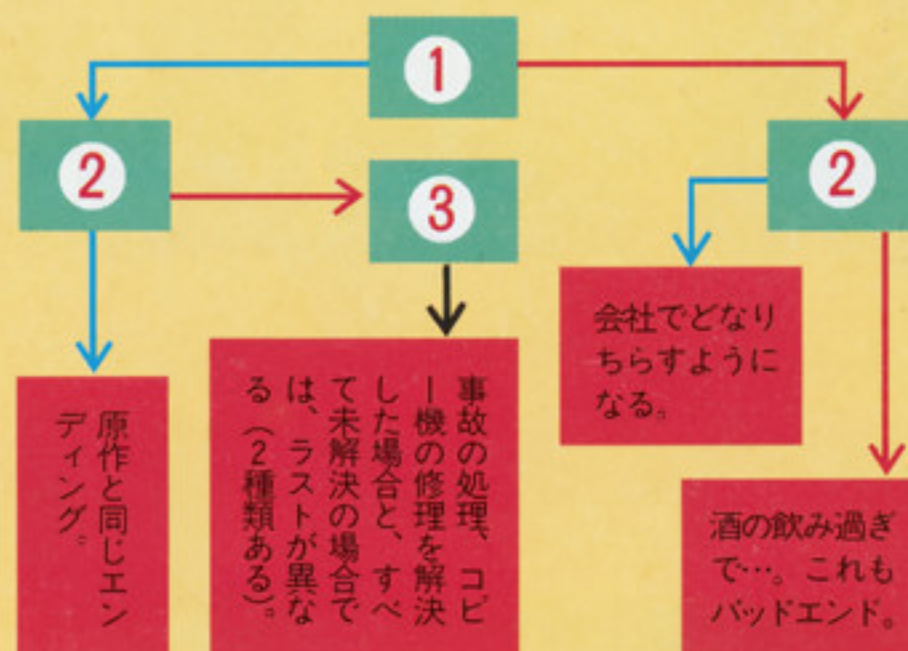 1
2
3
2
会社でどなり
ちらすように
なる。
原作と同じエン
ディング。
事故の処理、コピ
ー機の修理を解決
した場合と、すべ
て未解決の場合で
は、ラストが異な
る(2種類ある)。
酒の飲み過ぎ
で…。これも
バッドエンド。